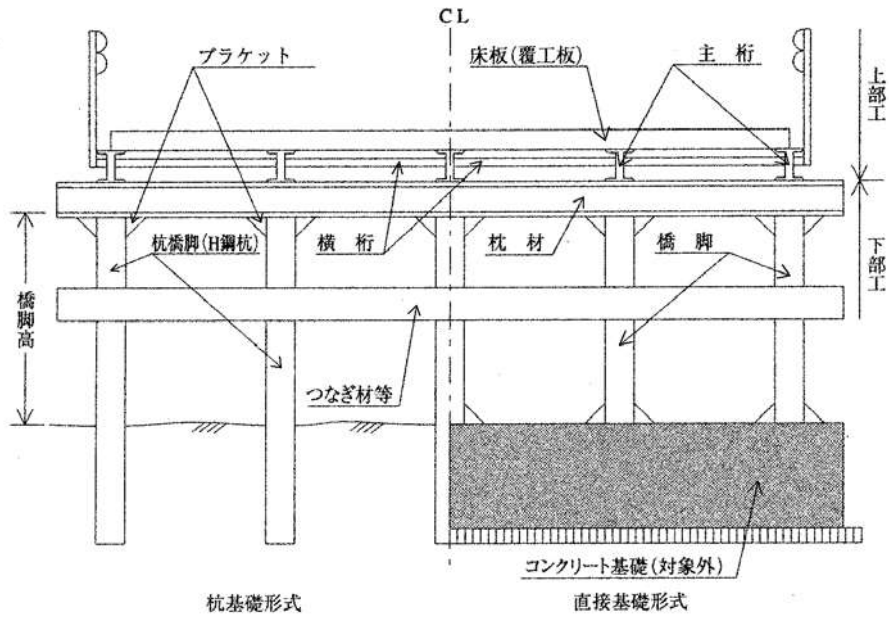 CL
ブラケット
床板(覆工板)
主桁
上部工
杭橋脚(H鋼杭)
横桁
枕材
橋脚
下部工
橋脚高
つなぎ材等
コンクリート基礎(対象外)
杭基礎形式
直接基礎形式